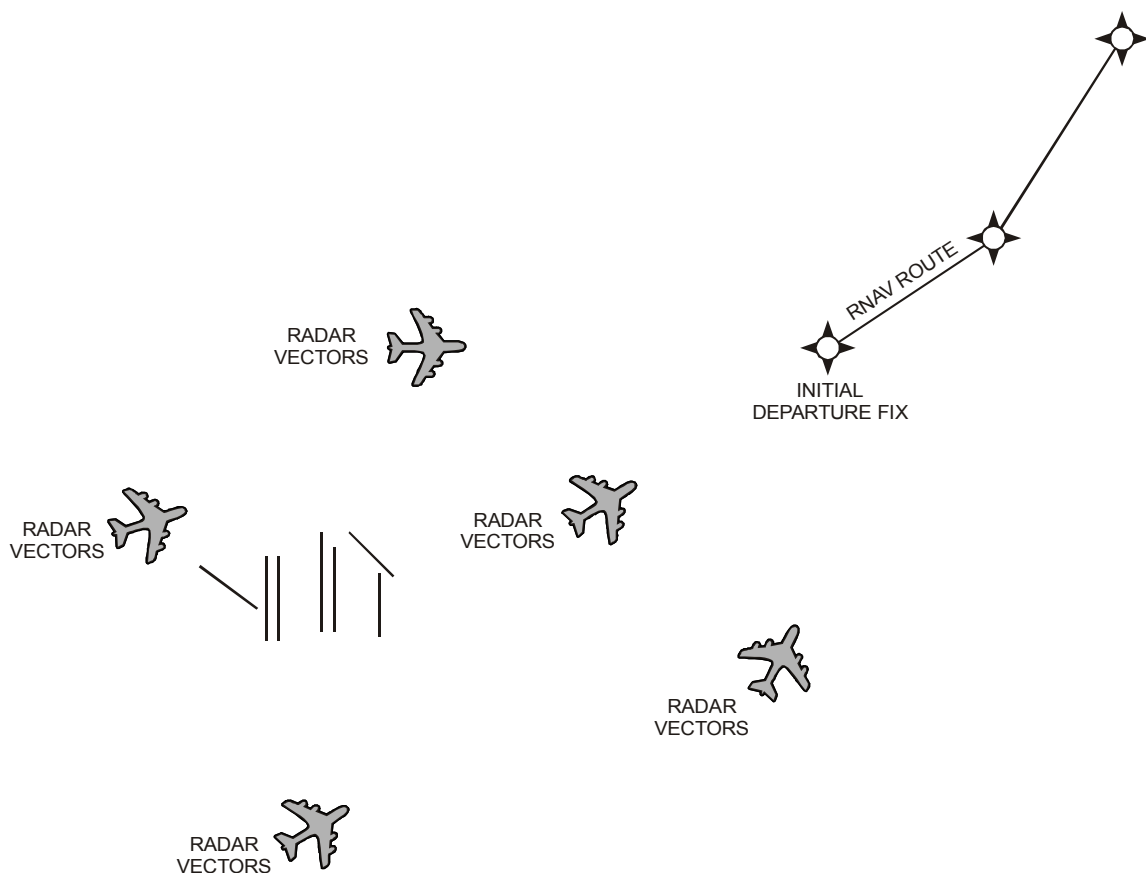 RNAV ROUTE
RADAR
VECTORS
INITIAL
DEPARTURE FIX
RADAR
VECTORS
RADAR
VECTORS
RADAR
VECTORS
RADAR
VECTORS